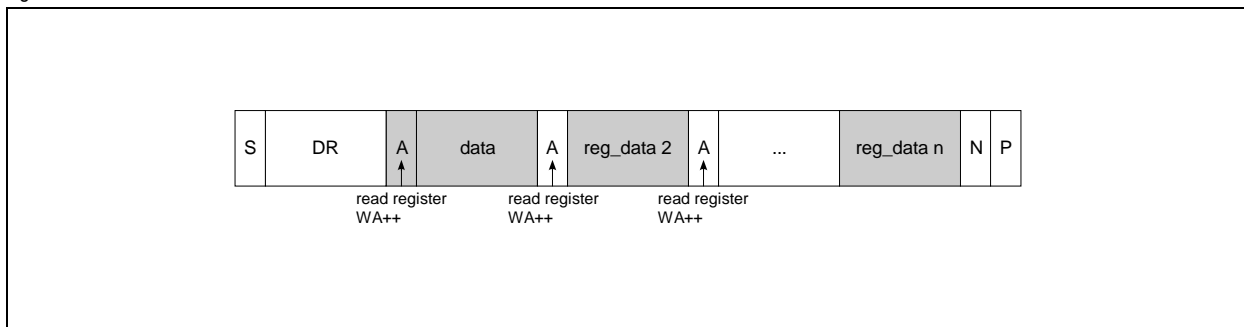 S DR A data A reg_data 2 A ... reg_data n N P
read register read register read register
WA++ WA++ WA++